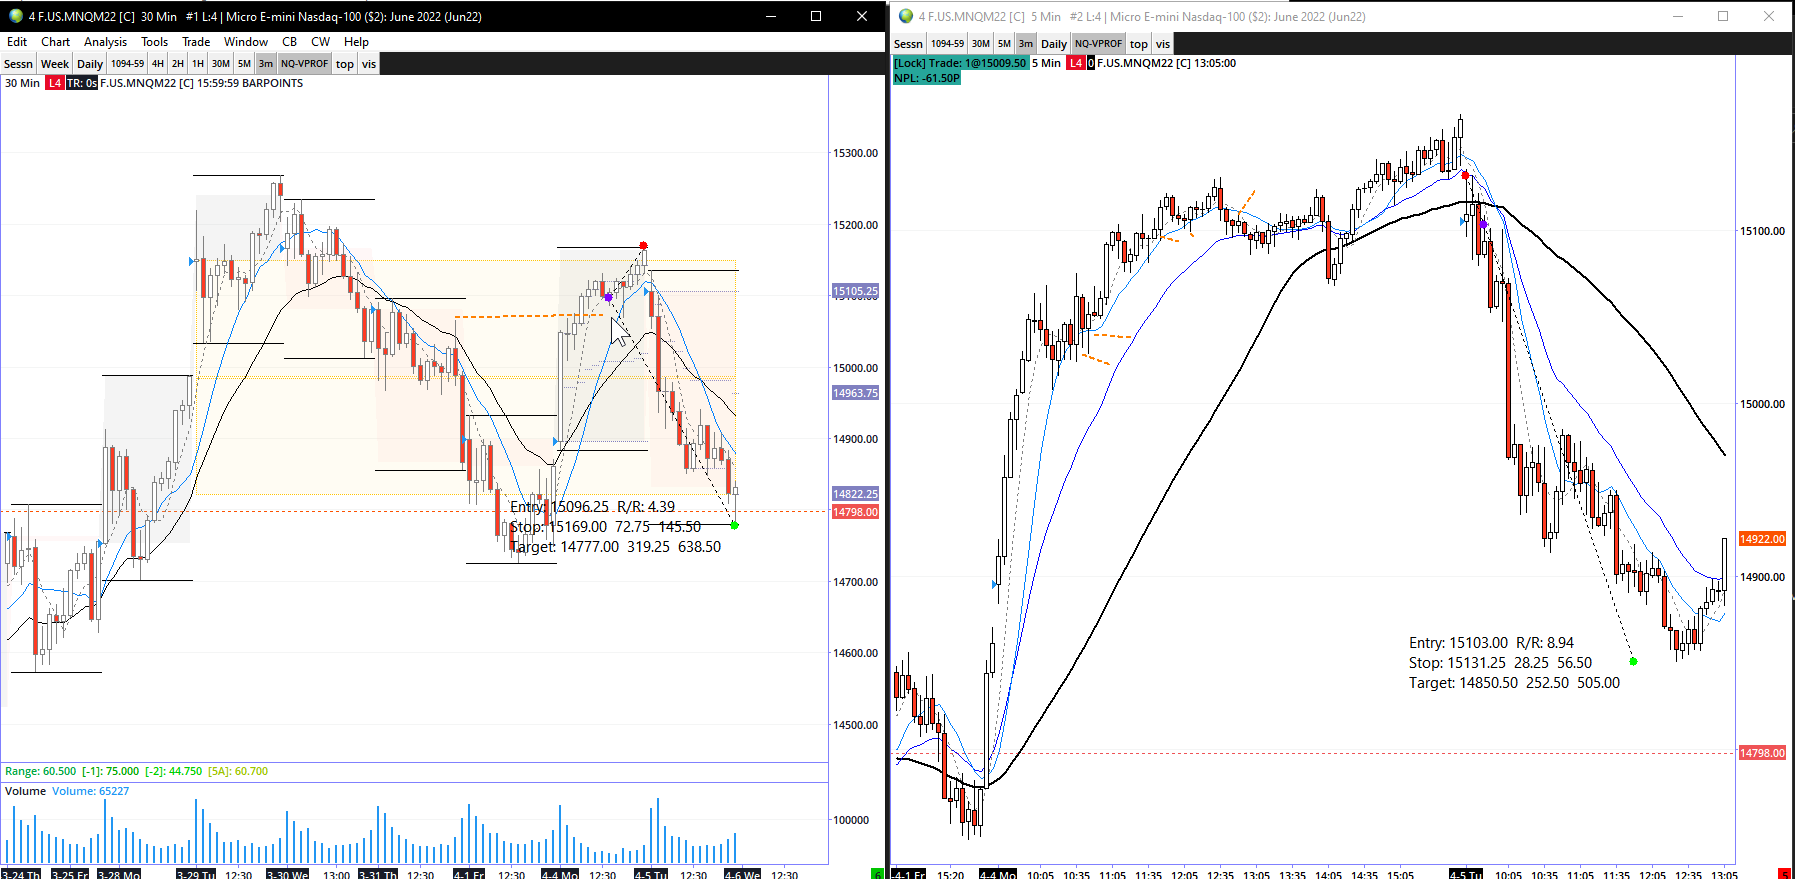 4 F.US.MNQM22 [C] 30 Min #1 L:4 | Micro E-mini Nasdaq-100 ($2): June 2022 (Jun22)
Edit Chart Analysis Tools Trade Window CB CW Help
Sessn Week Daily 1094-59 4H 2H 1H 30M 5M 3m NQ-VPROF top vis
30 Min L4 TR: 0s F.US.MNQM22 [C] 15:59:59 BARPOINTS
15300.00
15200.00
15105.25
15000.00
14963.75
14900.00
14822.25
14798.00
14700.00
14600.00
14500.00
Entry: 15096.25 R/R: 4.39
Stop: 15169.00 72.75 145.50
Target: 14777.00 319.25 638.50
Range: 60.500 [-1]: 75.000 [-2]: 44.750 [5A]: 60.700
Volume Volume: 65227
100000
3-24 Th 3-25 Fr 3-28 Mo 3-29 Tu 12:30 3-30 We 13:00 3-31 Th 12:30 4-1 Fr 12:30 4-4 Mo 12:30 4-5 Tu 12:30 4-6 We 12:30 6
4 F.US.MNQM22 [C] 5 Min #2 L:4 | Micro E-mini Nasdaq-100 ($2): June 2022 (Jun22)
Sessn 1094-59 30M 5M 3m Daily NQ-VPROF top vis
[Lock] Trade: 1@15009.50 5 Min L4 0 F.US.MNQM22 [C] 13:05:00
NPL: -61.50P
15100.00
15000.00
14922.00
14900.00
14798.00
Entry: 15103.00 R/R: 8.94
Stop: 15131.25 28.25 56.50
Target: 14850.50 252.50 505.00
4-1 Fr 15:20 4-4 Mo 10:05 10:35 11:05 11:35 12:05 12:35 13:05 13:35 14:05 14:35 15:05 4-5 Tu 10:05 10:35 11:05 11:35 12:05 12:35 13:05 5